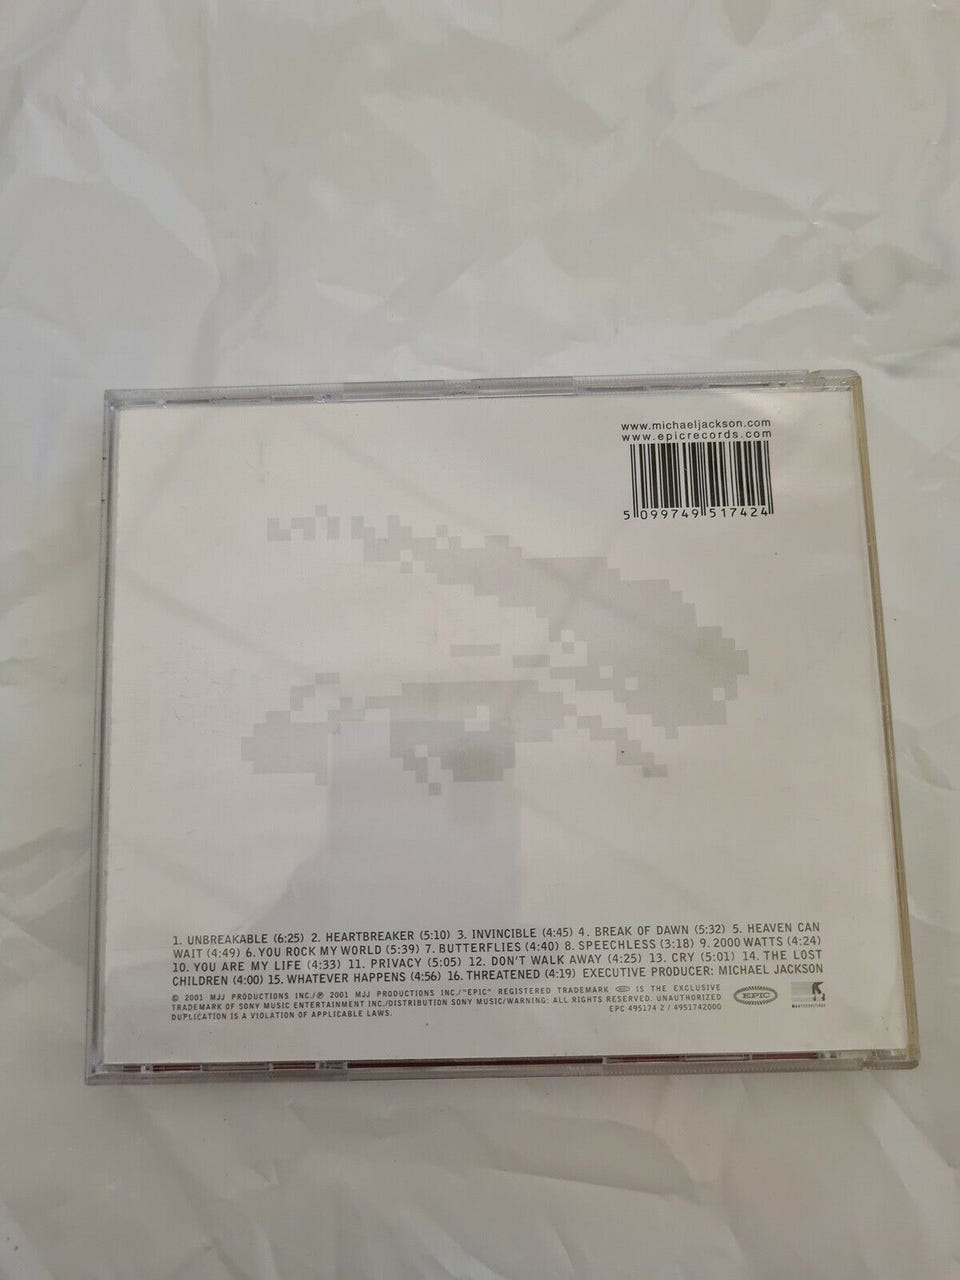 www.michaeljackson.com
www.epicrecords.com
5 099749 517424
1. UNBREAKABLE (6:25) 2. HEARTBREAKER (5:10) 3. INVINCIBLE (4:45) 4. BREAK OF DAWN (5:32) 5. HEAVEN CAN
WAIT (4:49) 6. YOU ROCK MY WORLD (5:39) 7. BUTTERFLIES (4:40) 8. SPEECHLESS (3:18) 9. 2000 WATTS (4:24)
10. YOU ARE MY LIFE (4:33) 11. PRIVACY (5:05) 12. DON'T WALK AWAY (4:25) 13. CRY (5:01) 14. THE LOST
CHILDREN (4:00) 15. WHATEVER HAPPENS (4:56) 16. THREATENED (4:19) EXECUTIVE PRODUCER: MICHAEL JACKSON
© 2001 MJJ PRODUCTIONS INC./℗ 2001 MJJ PRODUCTIONS INC./"EPIC" REGISTERED TRADEMARK EPIC IS THE EXCLUSIVE
TRADEMARK OF SONY MUSIC ENTERTAINMENT INC./DISTRIBUTION SONY MUSIC/WARNING: ALL RIGHTS RESERVED. UNAUTHORIZED
DUPLICATION IS A VIOLATION OF APPLICABLE LAWS.
EPC 495174 2 / 4951742000
EPIC